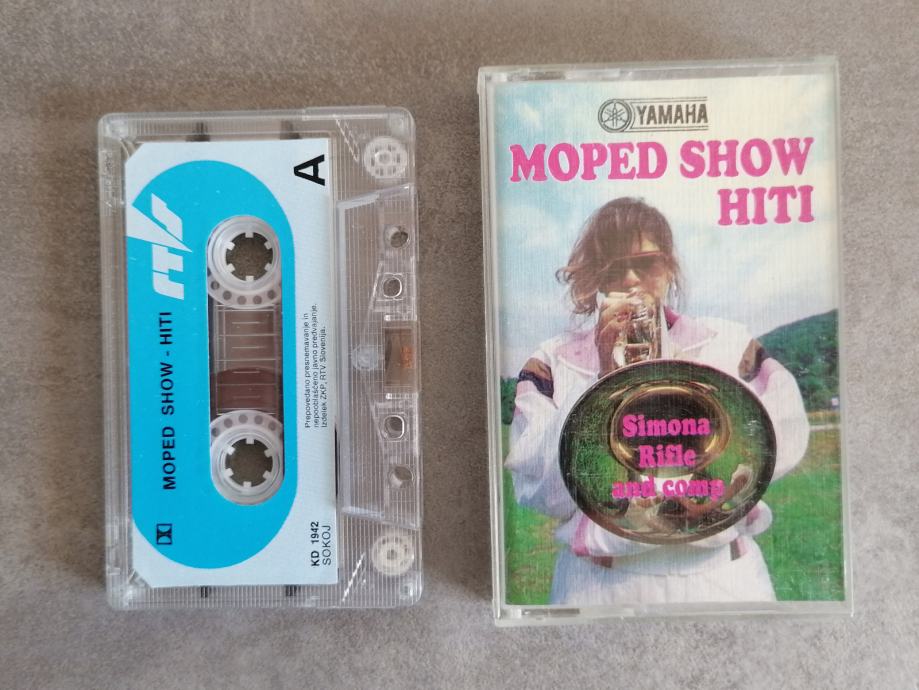 A
RTVS
MOPED SHOW - HITI
Prepovedano presnemavanje in
nepooblaščeno javno predvajanje.
Izdelek ZKP, RTV Slovenija.
KD 1942
SOKOJ
YAMAHA
MOPED SHOW
HITI
Simona
Rifle
and comp